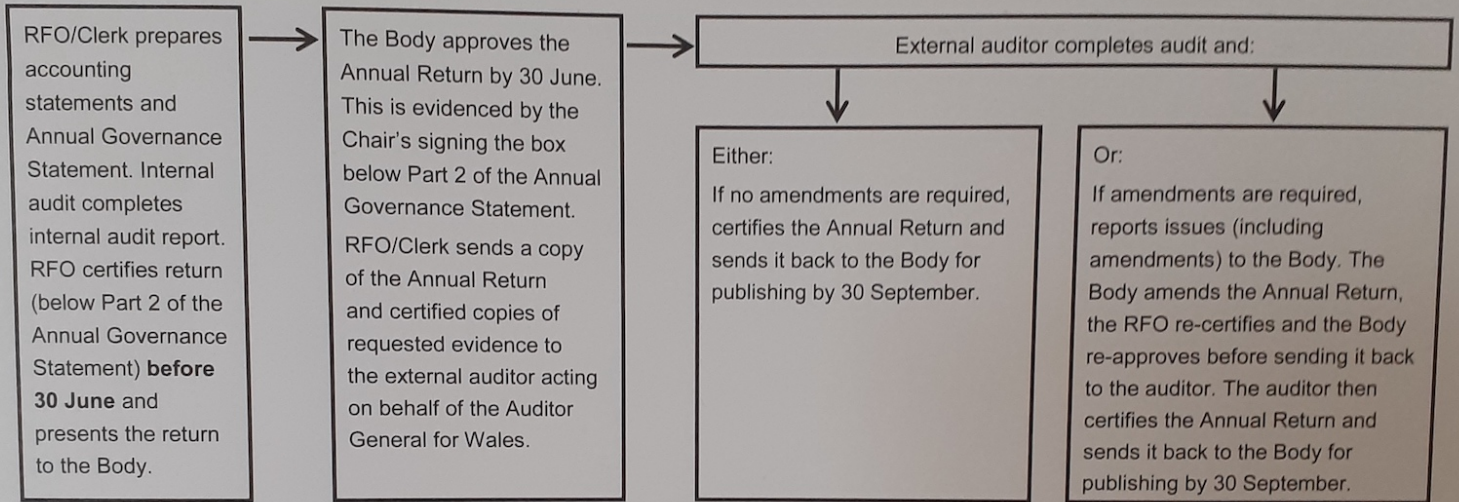 RFO/Clerk prepares
accounting
statements and
Annual Governance
Statement. Internal
audit completes
internal audit report.
RFO certifies return
(below Part 2 of the
Annual Governance
Statement) before
30 June and
presents the return
to the Body.
The Body approves the
Annual Return by 30 June.
This is evidenced by the
Chair's signing the box
below Part 2 of the Annual
Governance Statement.
RFO/Clerk sends a copy
of the Annual Return
and certified copies of
requested evidence to
the external auditor acting
on behalf of the Auditor
General for Wales.
External auditor completes audit and:
Either:
If no amendments are required,
certifies the Annual Return and
sends it back to the Body for
publishing by 30 September.
Or:
If amendments are required,
reports issues (including
amendments) to the Body. The
Body amends the Annual Return,
the RFO re-certifies and the Body
re-approves before sending it back
to the auditor. The auditor then
certifies the Annual Return and
sends it back to the Body for
publishing by 30 September.